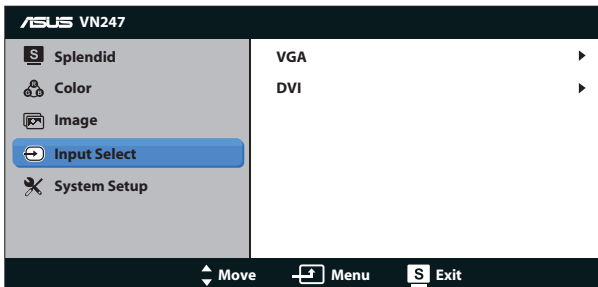 ASUS VN247
S Splendid
R G B Color
Image
Input Select
System Setup
VGA
DVI
Move Menu S Exit